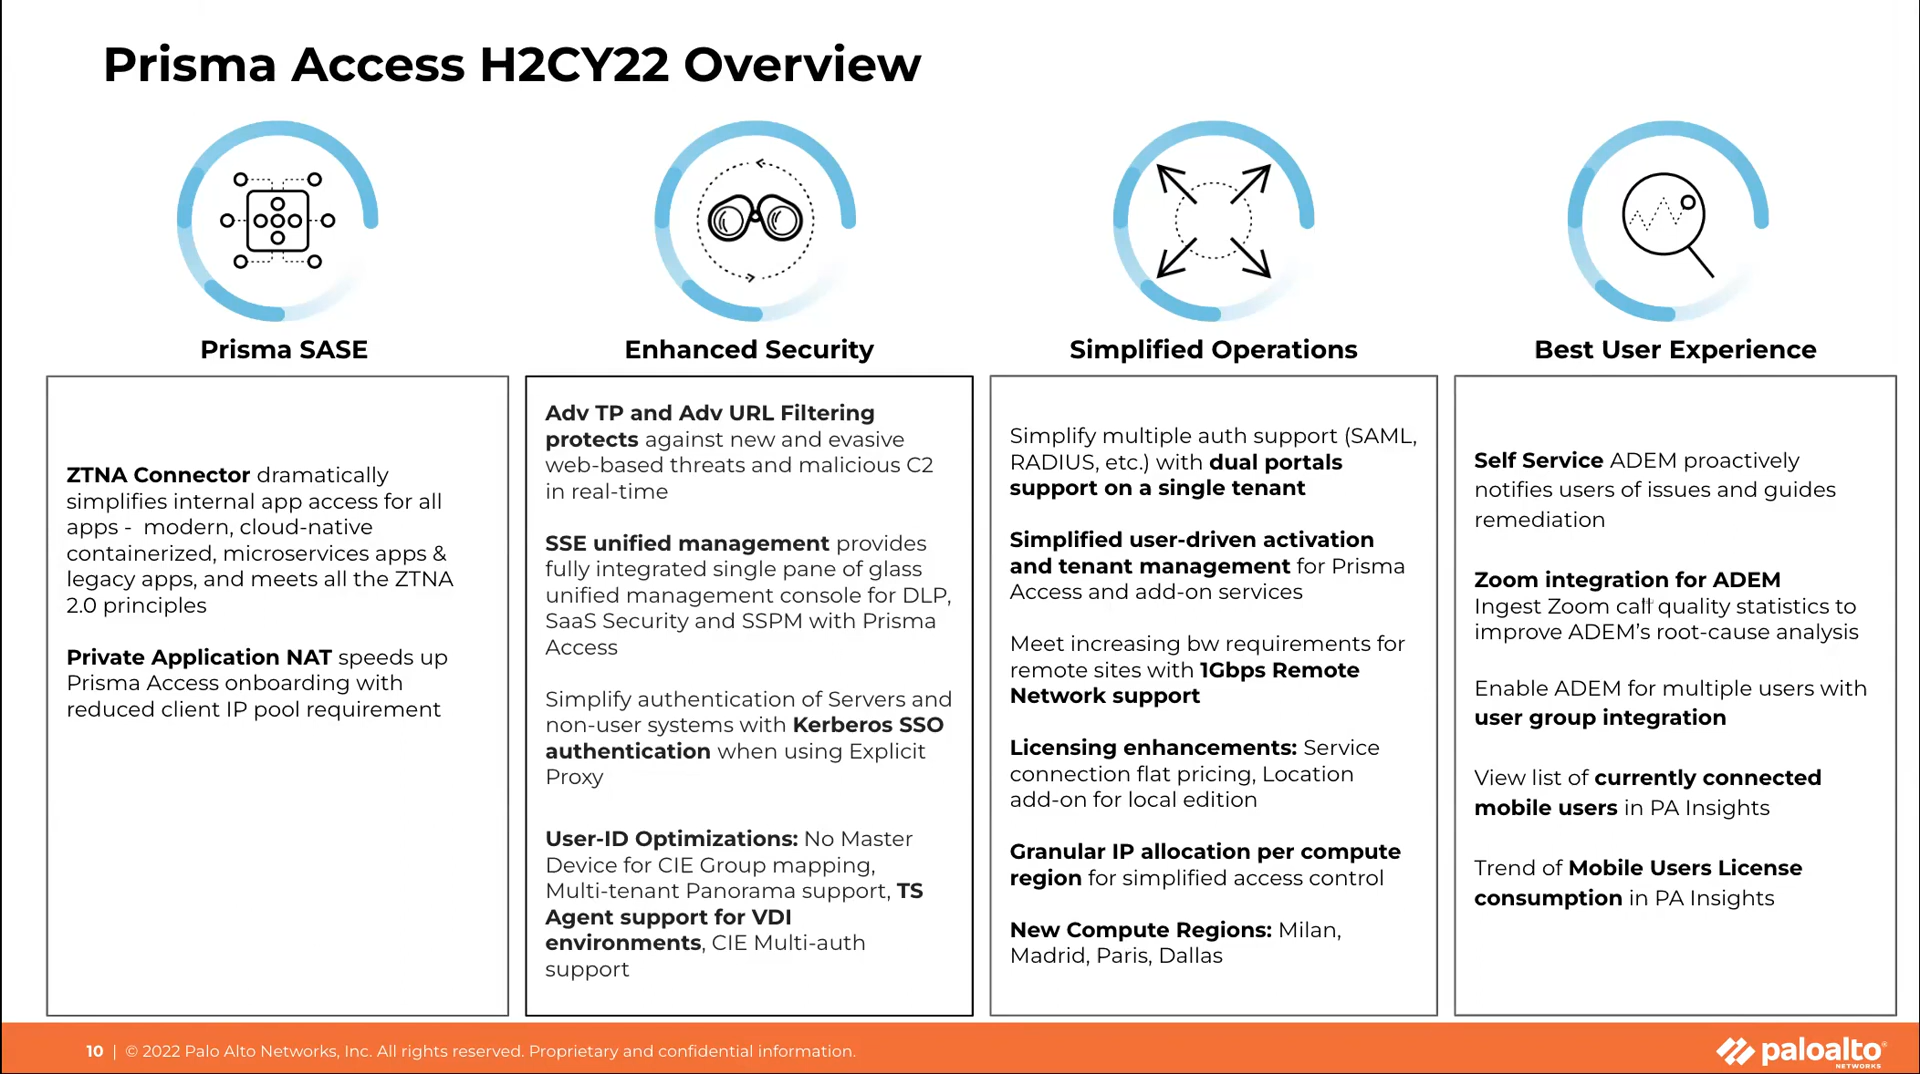 Prisma Access H2CY22 Overview
Prisma SASE
ZTNA Connector dramatically
simplifies internal app access for all
apps -  modern, cloud-native
containerized, microservices apps &
legacy apps, and meets all the ZTNA
2.0 principles
Private Application NAT speeds up
Prisma Access onboarding with
reduced client IP pool requirement
Enhanced Security
Adv TP and Adv URL Filtering
protects against new and evasive
web-based threats and malicious C2
in real-time
SSE unified management provides
fully integrated single pane of glass
unified management console for DLP,
SaaS Security and SSPM with Prisma
Access
Simplify authentication of Servers and
non-user systems with Kerberos SSO
authentication when using Explicit
Proxy
User-ID Optimizations: No Master
Device for CIE Group mapping,
Multi-tenant Panorama support, TS
Agent support for VDI
environments, CIE Multi-auth
support
Simplified Operations
Simplify multiple auth support (SAML,
RADIUS, etc.) with dual portals
support on a single tenant
Simplified user-driven activation
and tenant management for Prisma
Access and add-on services
Meet increasing bw requirements for
remote sites with 1Gbps Remote
Network support
Licensing enhancements: Service
connection flat pricing, Location
add-on for local edition
Granular IP allocation per compute
region for simplified access control
New Compute Regions: Milan,
Madrid, Paris, Dallas
Best User Experience
Self Service ADEM proactively
notifies users of issues and guides
remediation
Zoom integration for ADEM
Ingest Zoom call quality statistics to
improve ADEM's root-cause analysis
Enable ADEM for multiple users with
user group integration
View list of currently connected
mobile users in PA Insights
Trend of Mobile Users License
consumption in PA Insights
10 | © 2022 Palo Alto Networks, Inc. All rights reserved. Proprietary and confidential information.
paloalto®
NETWORKS